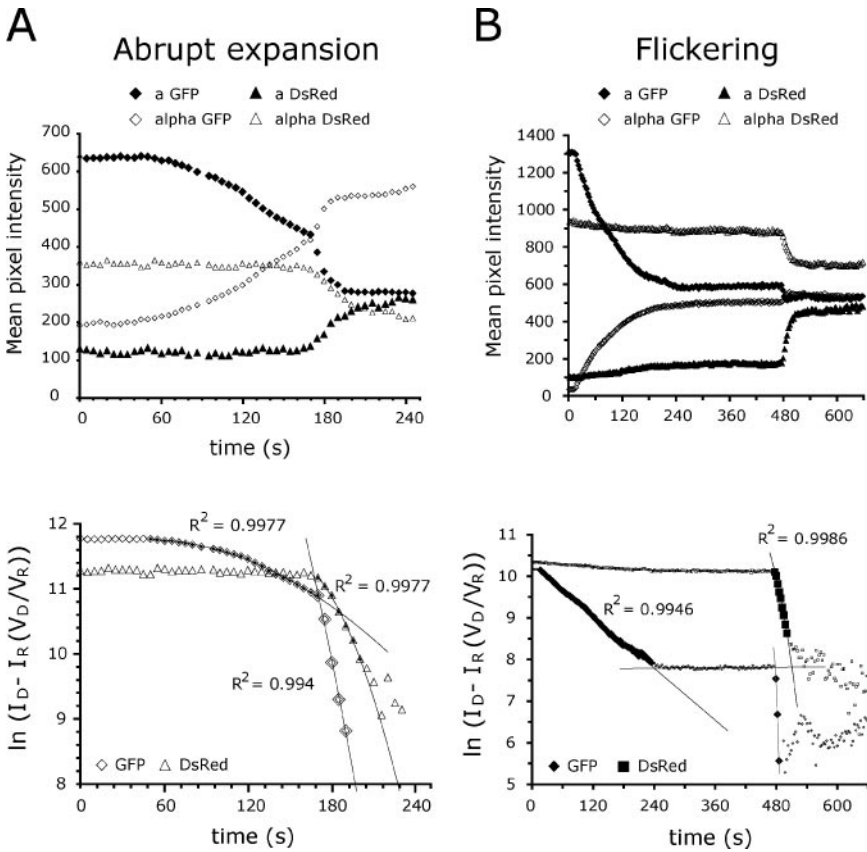 A
Abrupt expansion
a GFP a DsRed
alpha GFP alpha DsRed
Mean pixel intensity
700
600
500
400
300
200
100
0
0 60 120 180 240
time (s)
B
Flickering
a GFP a DsRed
alpha GFP alpha DsRed
Mean pixel intensity
1400
1200
1000
800
600
400
200
0
0 120 240 360 480 600
time (s)
ln (I_D- I_R (V_D/V_R))
12
11
10
9
8
R² = 0.9977
R² = 0.9977
R² = 0.994
GFP DsRed
0 60 120 180 240
time (s)
ln (I_D- I_R (V_D/V_R))
11
10
9
8
7
6
5
R² = 0.9986
R² = 0.9946
GFP DsRed
0 120 240 360 480 600
time (s)